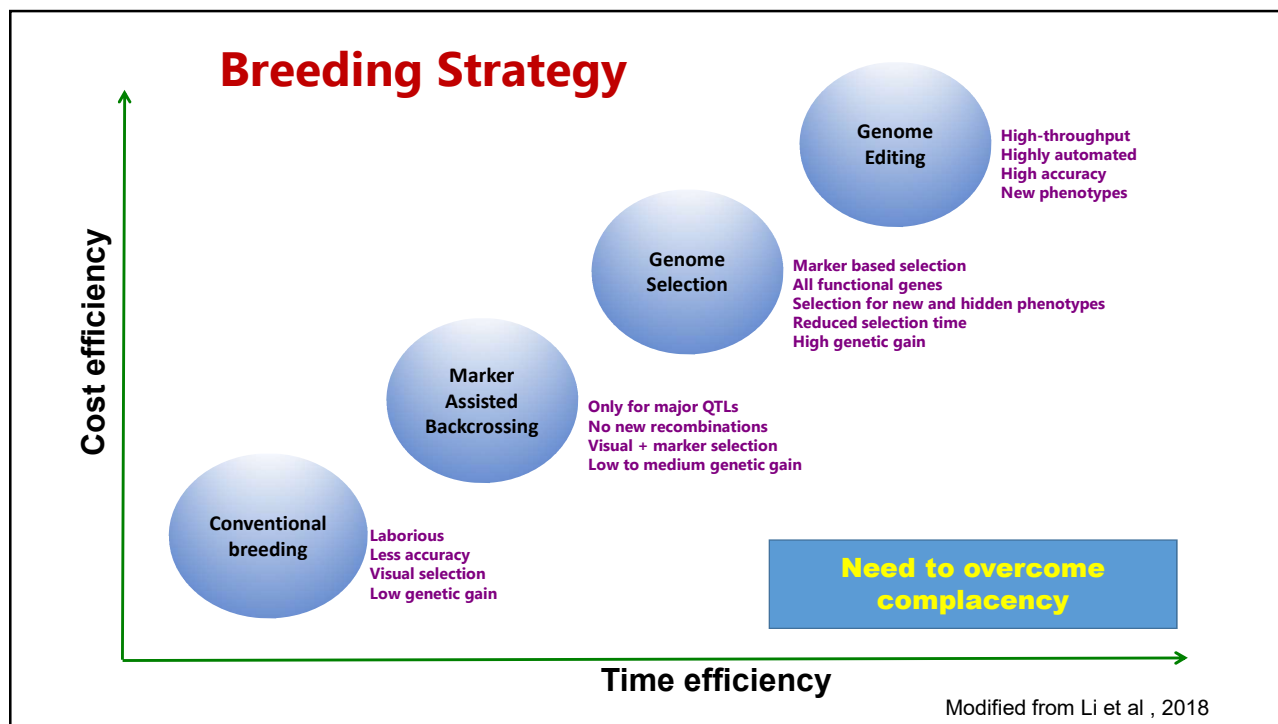 Breeding Strategy
Cost efficiency
Genome
Editing
High-throughput
Highly automated
High accuracy
New phenotypes
Genome
Selection
Marker based selection
All functional genes
Selection for new and hidden phenotypes
Reduced selection time
High genetic gain
Marker
Assisted
Backcrossing
Only for major QTLs
No new recombinations
Visual + marker selection
Low to medium genetic gain
Conventional
breeding
Laborious
Less accuracy
Visual selection
Low genetic gain
Need to overcome
complacency
Time efficiency
Modified from Li et al , 2018